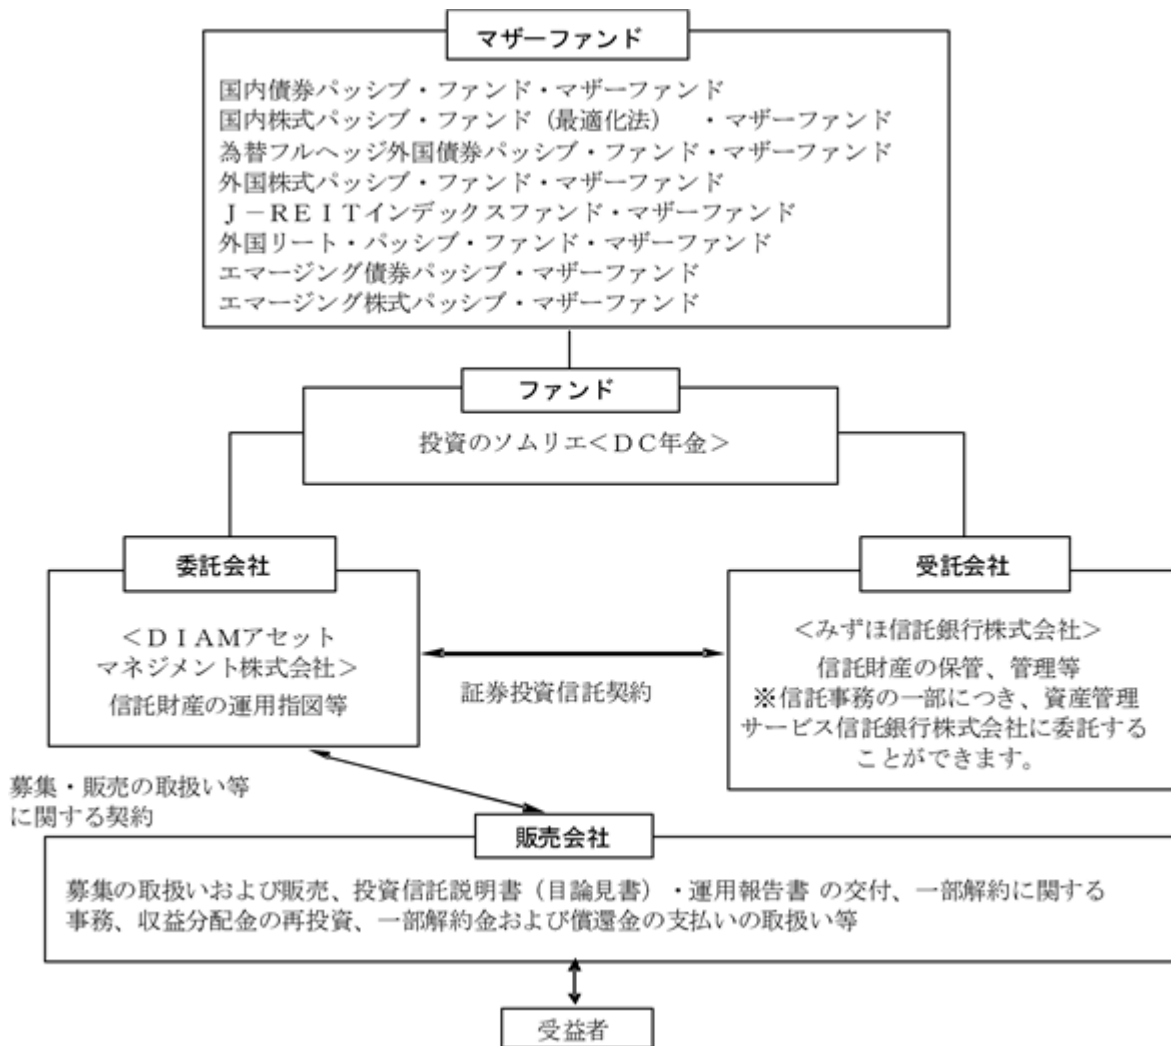 マザーファンド
国内債券パッシブ・ファンド・マザーファンド
国内株式パッシブ・ファンド（最適化法）　・マザーファンド
為替フルヘッジ外国債券パッシブ・ファンド・マザーファンド
外国株式パッシブ・ファンド・マザーファンド
Ｊ－ＲＥＩＴインデックスファンド・マザーファンド
外国リート・パッシブ・ファンド・マザーファンド
エマージング債券パッシブ・マザーファンド
エマージング株式パッシブ・マザーファンド
ファンド
投資のソムリエ＜ＤＣ年金＞
委託会社
＜ＤＩＡＭアセット
マネジメント株式会社＞
信託財産の運用指図等
証券投資信託契約
受託会社
＜みずほ信託銀行株式会社＞
信託財産の保管、管理等
※信託事務の一部につき、資産管理
サービス信託銀行株式会社に委託する
ことができます。
募集・販売の取扱い等
に関する契約
販売会社
募集の取扱いおよび販売、投資信託説明書（目論見書）・運用報告書 の交付、一部解約に関する
事務、収益分配金の再投資、一部解約金および償還金の支払いの取扱い等
受益者